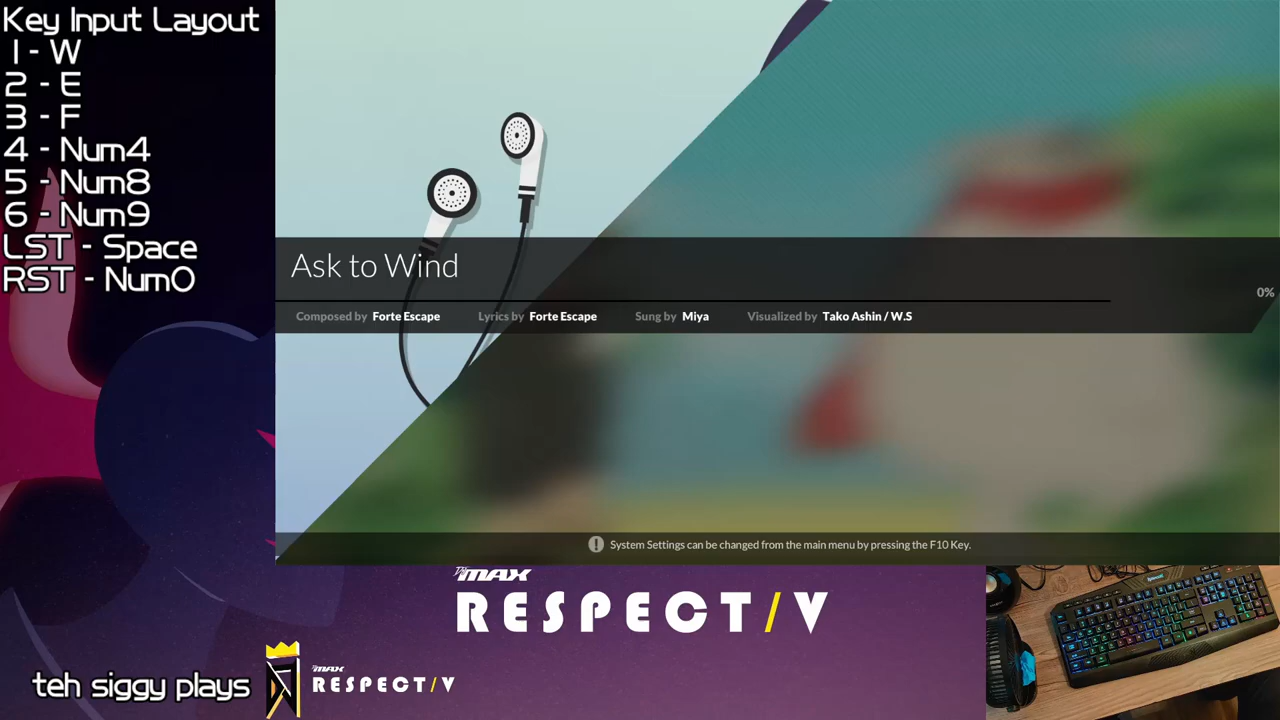 Key Input Layout
1 - W
2 - E
3 - F
4 - Num4
5 - Num8
6 - Num9
LST - Space
RST - Num0
Ask to Wind
0%
Composed by Forte Escape Lyrics by Forte Escape Sung by Miya Visualized by Tako Ashin / W.S
System Settings can be changed from the main menu by pressing the F10 Key.
MAX
RESPECT/V
teh siggy plays
MAX
RESPECT/V